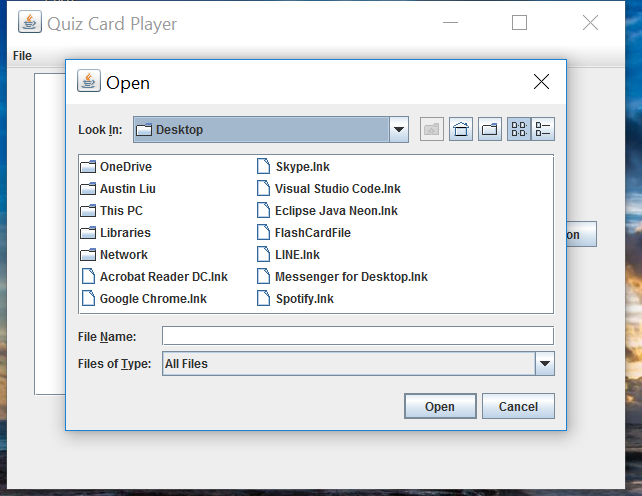 Quiz Card Player
File
Open
Look In: Desktop
OneDrive
Austin Liu
This PC
Libraries
Network
Acrobat Reader DC.lnk
Google Chrome.lnk
Skype.lnk
Visual Studio Code.lnk
Eclipse Java Neon.lnk
FlashCardFile
LINE.lnk
Messenger for Desktop.lnk
Spotify.lnk
on
File Name:
Files of Type: All Files
Open Cancel